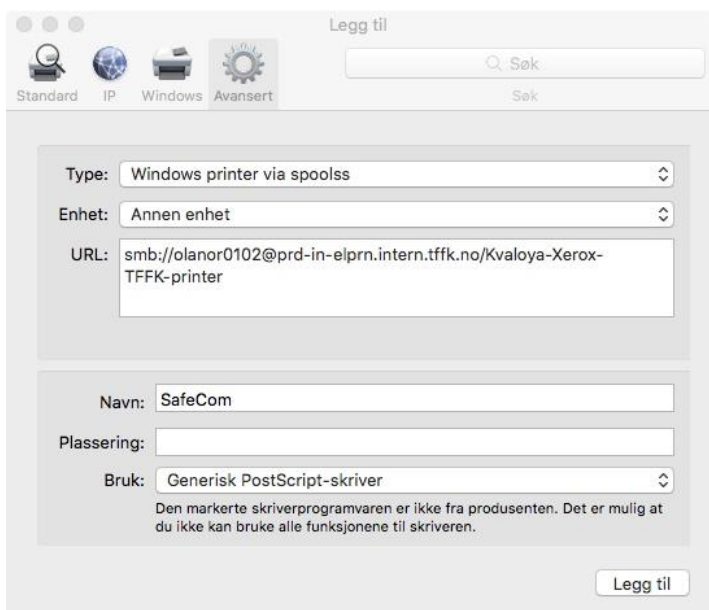 Legg til
Søk
Standard IP Windows Avansert Søk
Type: Windows printer via spoolss
Enhet: Annen enhet
URL: smb://olanor0102@prd-in-elprn.intern.tffk.no/Kvaloya-Xerox-
TFFK-printer
Navn: SafeCom
Plassering:
Bruk: Generisk PostScript-skriver
Den markerte skriverprogramvaren er ikke fra produsenten. Det er mulig at
du ikke kan bruke alle funksjonene til skriveren.
Legg til